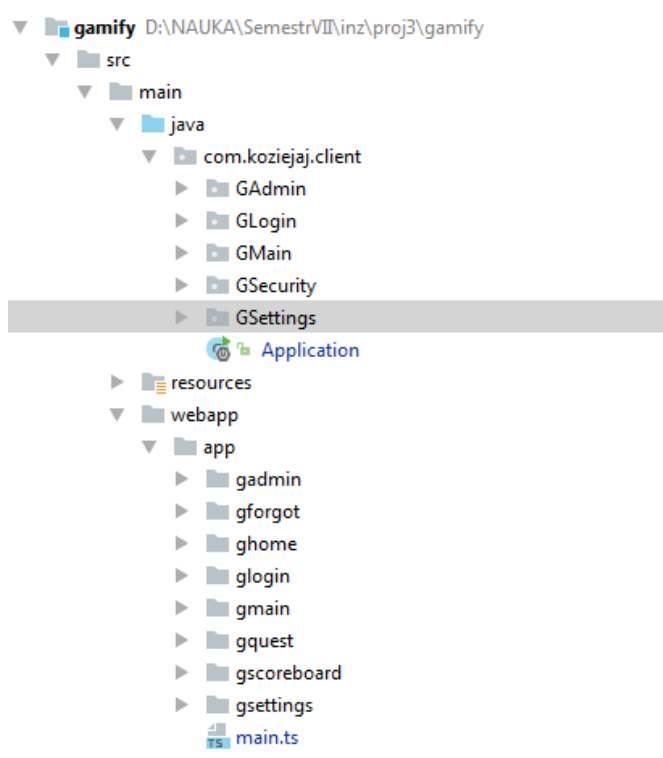 gamify D:\NAUKA\SemestrVII\inz\proj3\gamify
src
main
java
com.koziejaj.client
GAdmin
GLogin
GMain
GSecurity
GSettings
Application
resources
webapp
app
gadmin
gforgot
ghome
glogin
gmain
gquest
gscoreboard
gsettings
TS main.ts